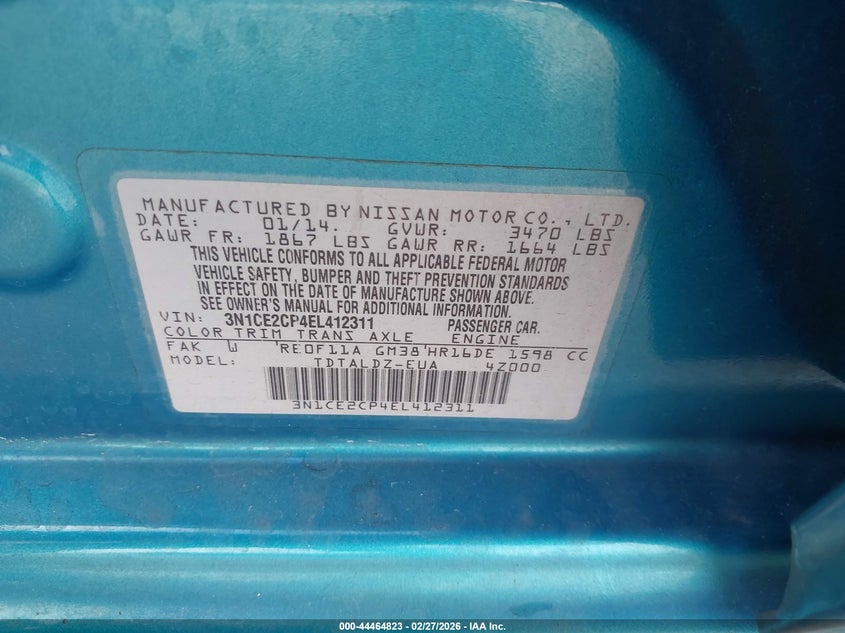 MANUFACTURED BY NISSAN MOTOR CO., LTD.
DATE: 01/14. GVWR: 3470 LBS
GAWR FR: 1867 LBS GAWR RR: 1664 LBS
THIS VEHICLE CONFORMS TO ALL APPLICABLE FEDERAL MOTOR
VEHICLE SAFETY, BUMPER AND THEFT PREVENTION STANDARDS
IN EFFECT ON THE DATE OF MANUFACTURE SHOWN ABOVE.
SEE OWNER'S MANUAL FOR ADDITIONAL INFORMATION.
VIN: 3N1CE2CP4EL412311 PASSENGER CAR.
COLOR TRIM TRANS AXLE ENGINE
FAK W RE0F11A GM38 HR16DE 1598 CC
MODEL: TDTALDZ-EUA 4Z000
3N1CE2CP4EL412311
000-44464823 | 02/27/2026 - IAA Inc.